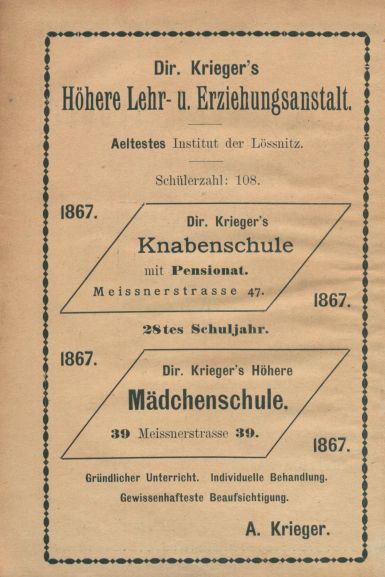 Dir. Krieger's
Höhere Lehr- u. Erziehungsanstalt.
Aeltestes Institut der Lössnitz.
Schülerzahl: 108.
1867.
Dir. Krieger's
Knabenschule
mit Pensionat.
Meissnerstrasse 47.
1867.
28tes Schuljahr.
1867.
Dir. Krieger's Höhere
Mädchenschule.
39 Meissnerstrasse 39.
1867.
Gründlicher Unterricht. Individuelle Behandlung.
Gewissenhafteste Beaufsichtigung.
A. Krieger.